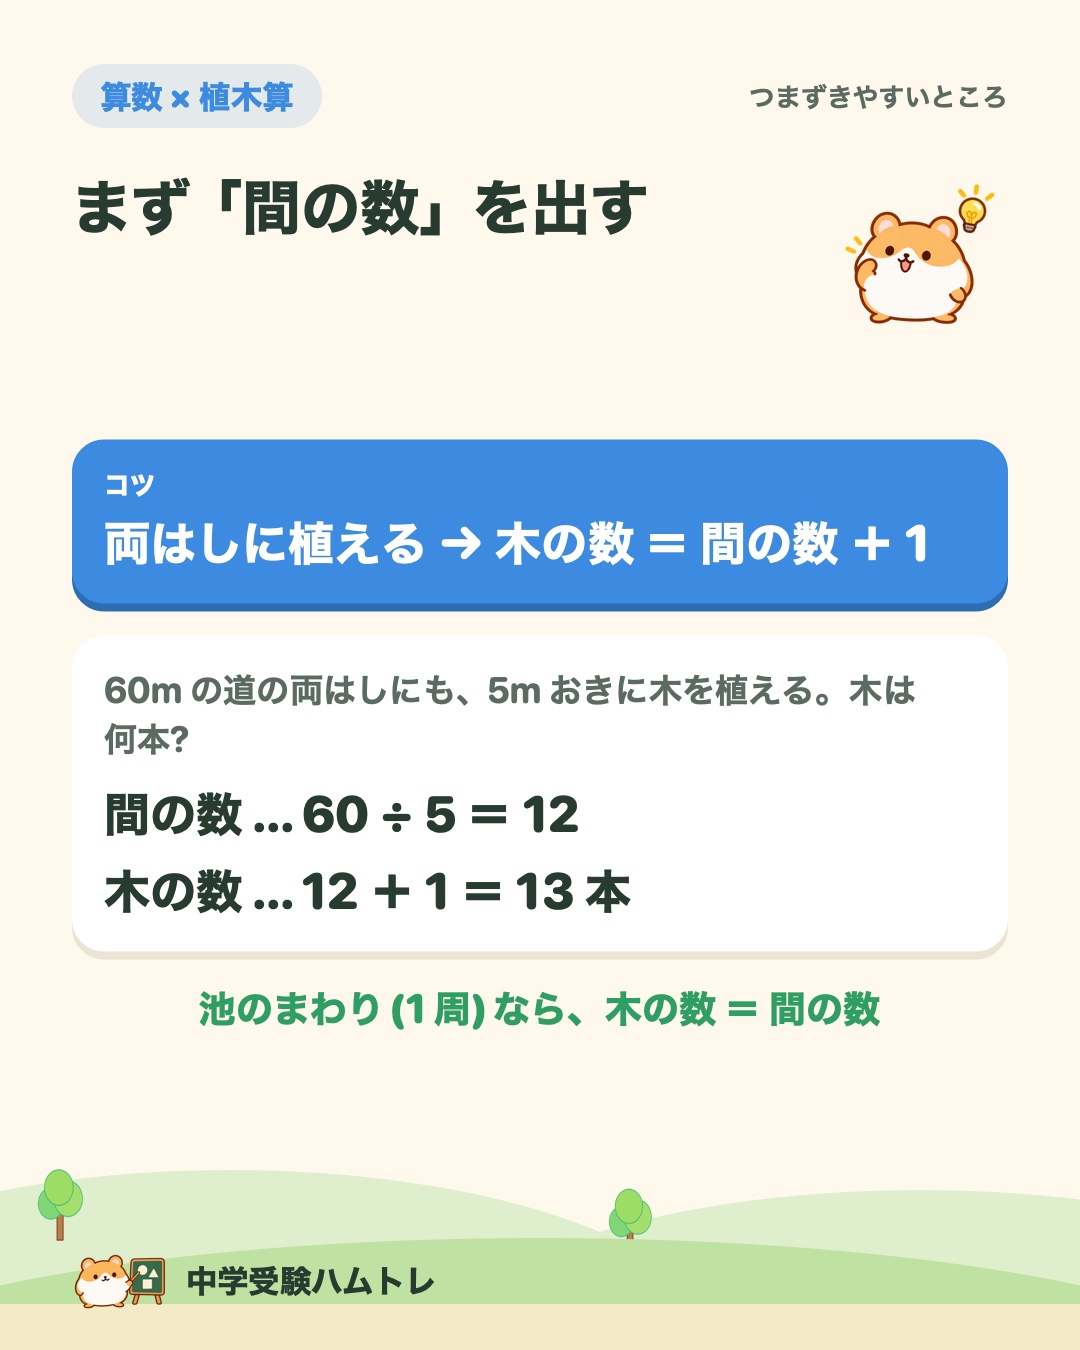 算数 × 植木算
つまずきやすいところ
まず「間の数」を出す
コツ
両はしに植える → 木の数 = 間の数 + 1
60m の道の両はしにも、5m おきに木を植える。木は
何本?
間の数 … 60 ÷ 5 = 12
木の数 … 12 + 1 = 13 本
池のまわり (1 周) なら、木の数 = 間の数
中学受験ハムトレ